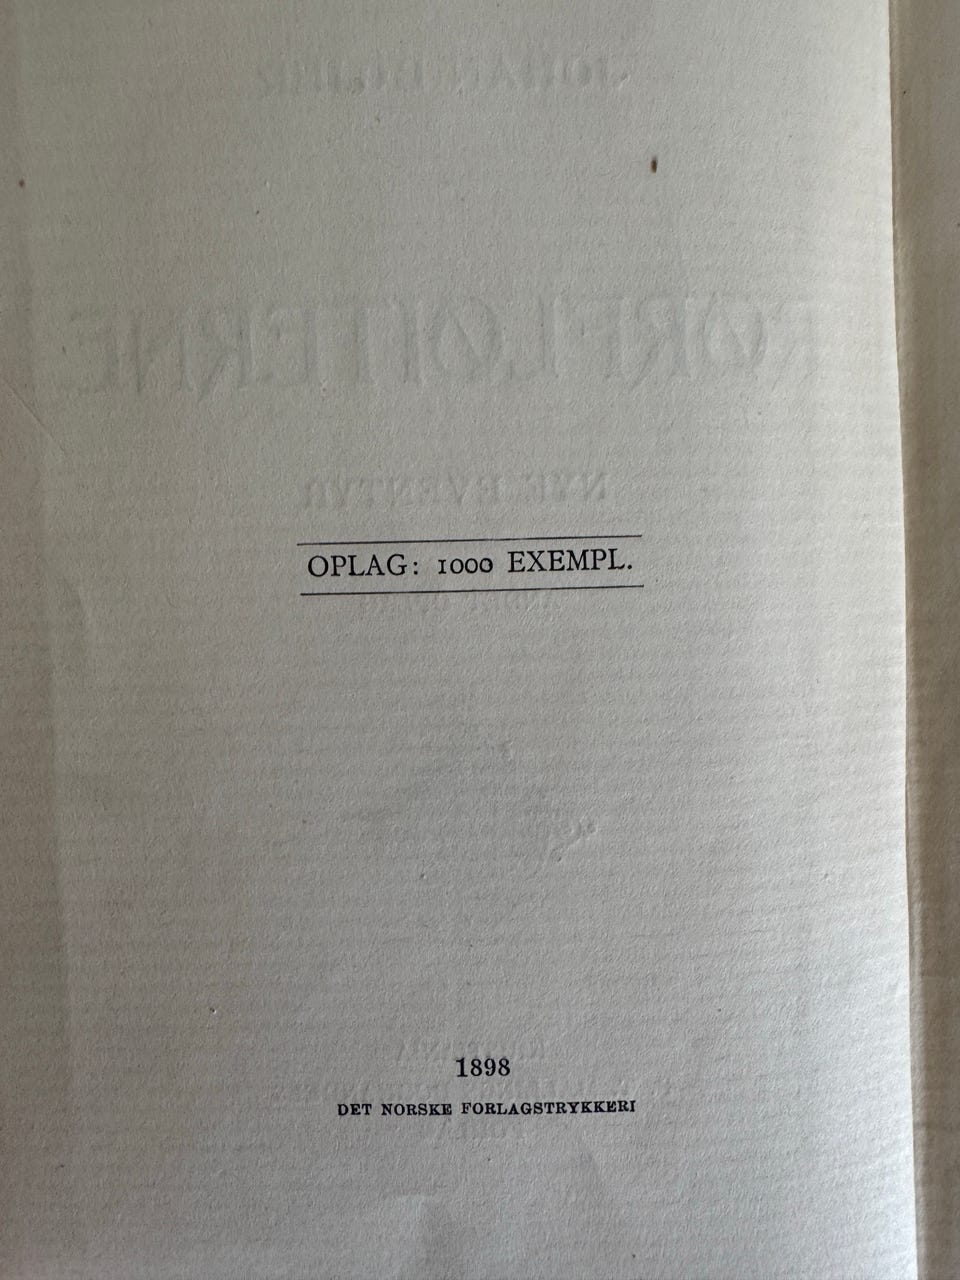 OPLAG: 1000 EXEMPL.
1898
DET NORSKE FORLAGSTRYKKERI